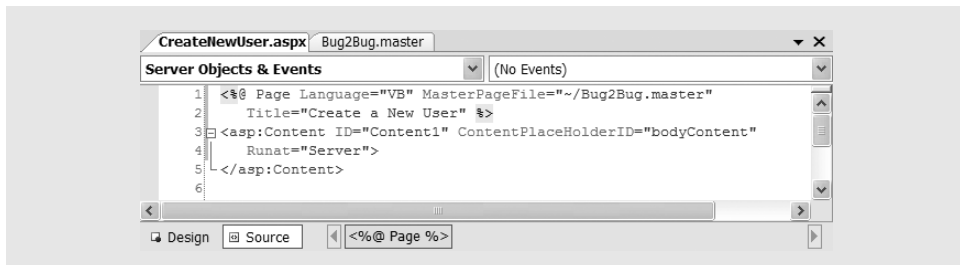 CreateNewUser.aspx Bug2Bug.master
Server Objects & Events (No Events)
1 <%@ Page Language="VB" MasterPageFile="~/Bug2Bug.master"
2 Title="Create a New User" %>
3 <asp:Content ID="Content1" ContentPlaceHolderID="bodyContent"
4 Runat="Server">
5 </asp:Content>
6
Design Source <%@ Page %>